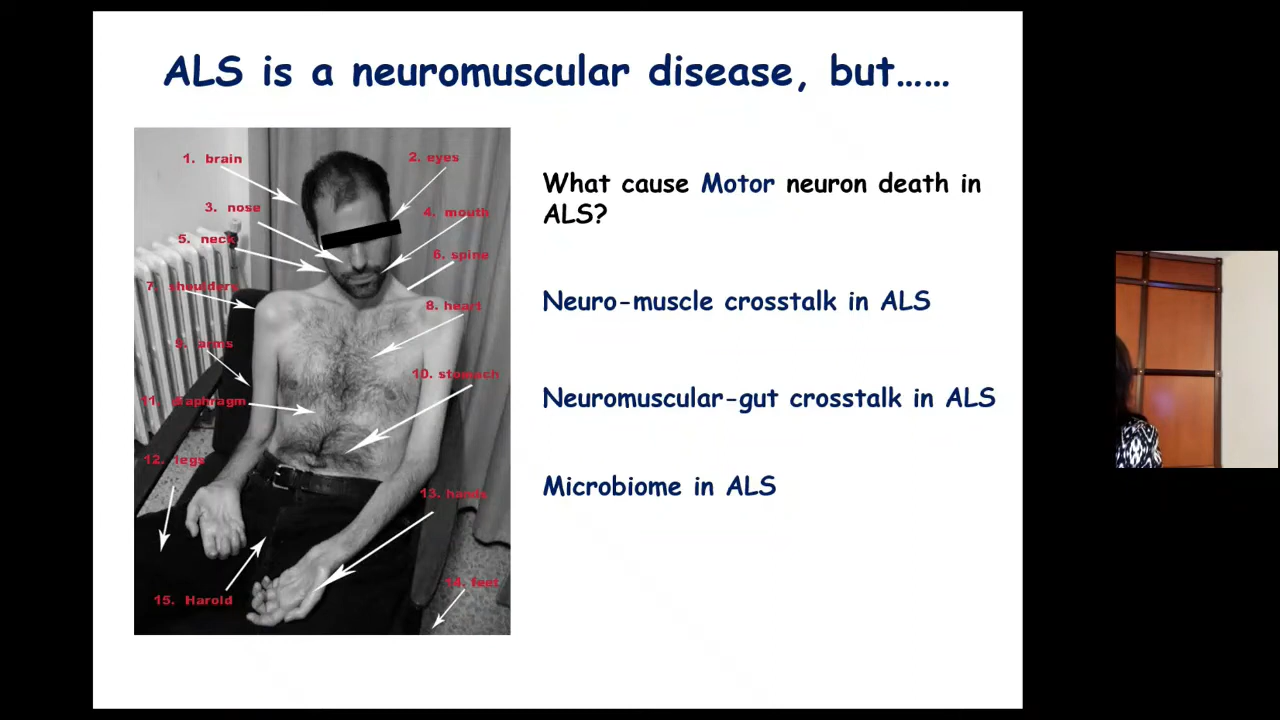 ALS is a neuromuscular disease, but......
1. brain
2. eyes
3. nose
4. mouth
5. neck
6. spine
7. shoulders
8. heart
9. arms
10. stomach
11. diaphragm
12. legs
13. hands
14. feet
15. Harold
What cause Motor neuron death in
ALS?
Neuro-muscle crosstalk in ALS
Neuromuscular-gut crosstalk in ALS
Microbiome in ALS